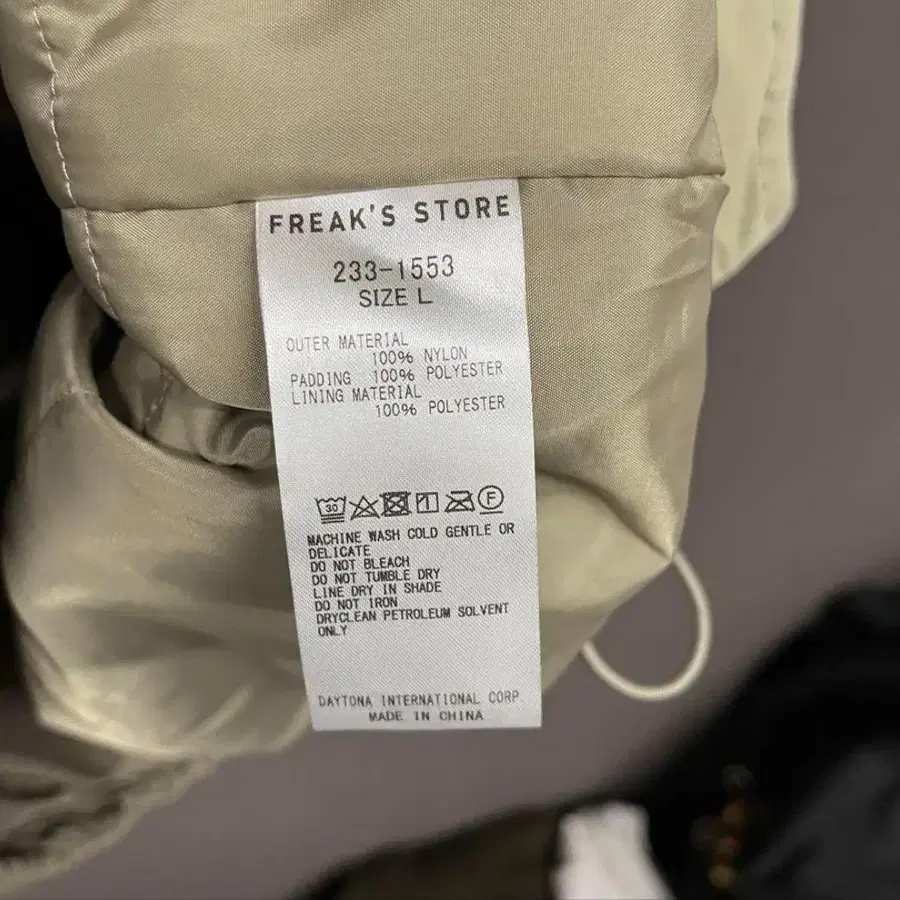 FREAK'S STORE
233-1553
SIZE L
OUTER MATERIAL
100% NYLON
PADDING 100% POLYESTER
LINING MATERIAL
100% POLYESTER
30 F
MACHINE WASH COLD GENTLE OR
DELICATE
DO NOT BLEACH
DO NOT TUMBLE DRY
LINE DRY IN SHADE
DO NOT IRON
DRYCLEAN PETROLEUM SOLVENT
ONLY
DAYTONA INTERNATIONAL CORP
MADE IN CHINA